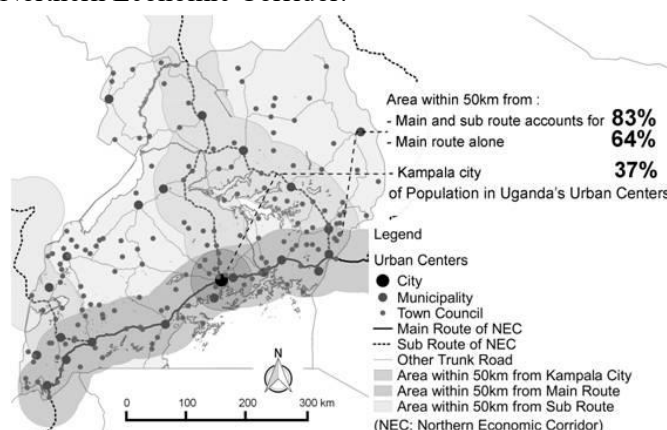 Area within 50km from :
- Main and sub route accounts for 83%
- Main route alone 64%
- Kampala city 37%
of Population in Uganda's Urban Centers
Legend
Urban Centers
City
Municipality
Town Council
Main Route of NEC
Sub Route of NEC
Other Trunk Road
Area within 50km from Kampala City
Area within 50km from Main Route
Area within 50km from Sub Route
(NEC: Northern Economic Corridor)
N
0 100 200 300 km